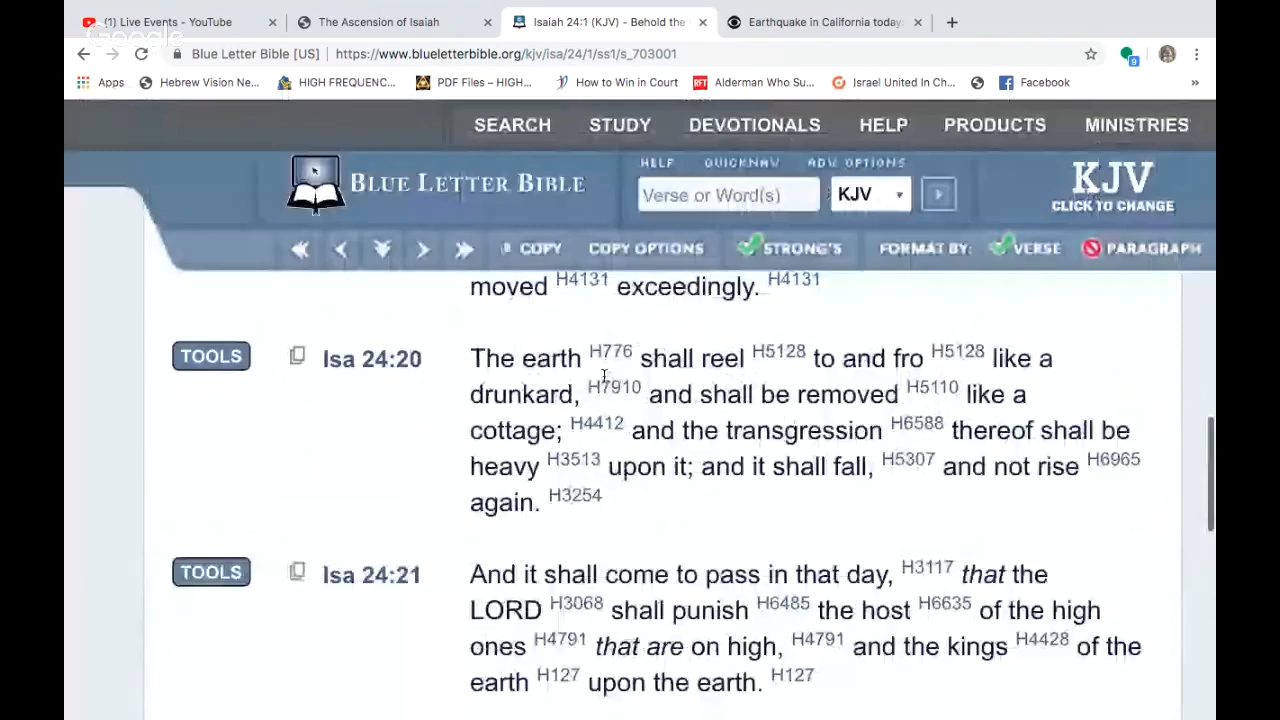 (1) Live Events - YouTube × The Ascension of Isaiah × Isaiah 24:1 (KJV) - Behold the × Earthquake in California today: × +
Google
Blue Letter Bible [US] | https://www.blueletterbible.org/kjv/isa/24/1/ss1/s_703001
Apps Hebrew Vision Ne... HIGH FREQUENC... PDF Files – HIGH... How to Win in Court RFT Alderman Who Su... Israel United In Ch... Facebook »
SEARCH STUDY DEVOTIONALS HELP PRODUCTS MINISTRIES
HELP QUICKNAV ADV. OPTIONS
BLUE LETTER BIBLE Verse or Word(s) KJV KJV
CLICK TO CHANGE
COPY COPY OPTIONS STRONG'S FORMAT BY: VERSE PARAGRAPH
moved H4131 exceedingly. H4131
TOOLS Isa 24:20 The earth H776 shall reel H5128 to and fro H5128 like a
drunkard, H7910 and shall be removed H5110 like a
cottage; H4412 and the transgression H6588 thereof shall be
heavy H3513 upon it; and it shall fall, H5307 and not rise H6965
again. H3254
TOOLS Isa 24:21 And it shall come to pass in that day, H3117 that the
LORD H3068 shall punish H6485 the host H6635 of the high
ones H4791 that are on high, H4791 and the kings H4428 of the
earth H127 upon the earth. H127